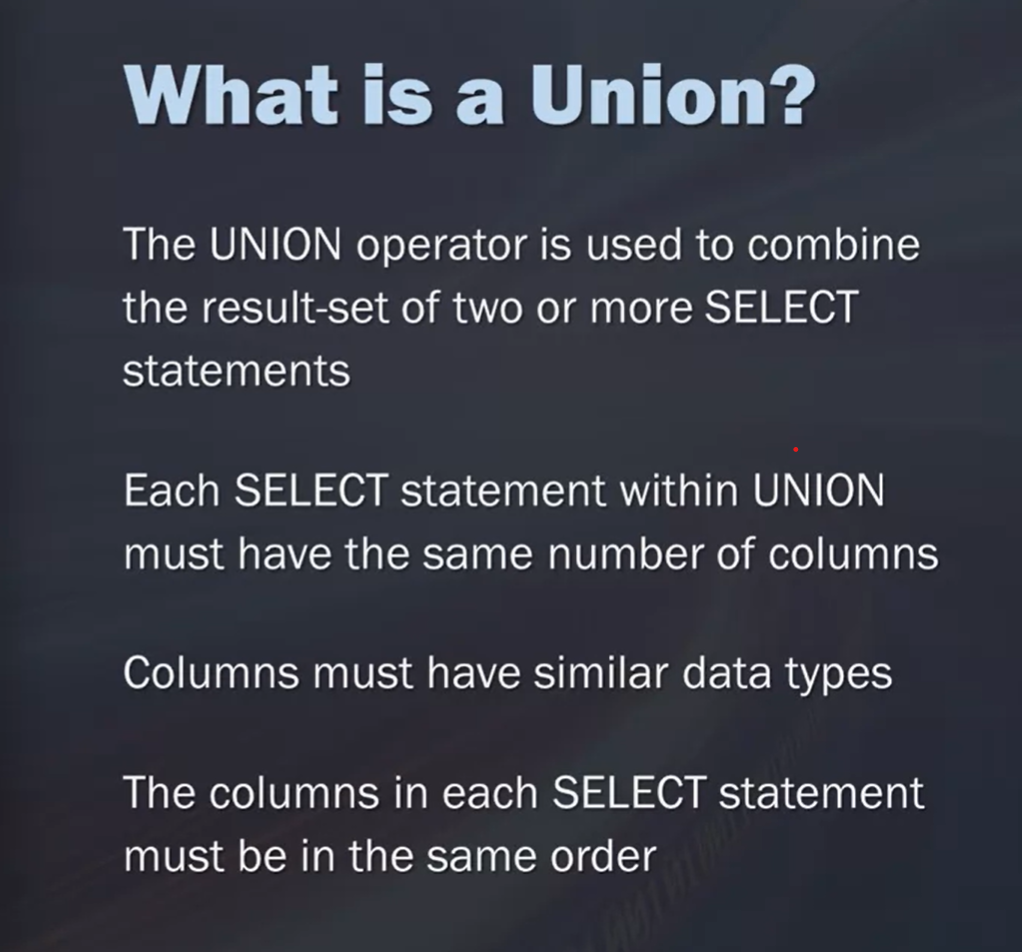 What is a Union?
The UNION operator is used to combine
the result-set of two or more SELECT
statements
Each SELECT statement within UNION
must have the same number of columns
Columns must have similar data types
The columns in each SELECT statement
must be in the same order